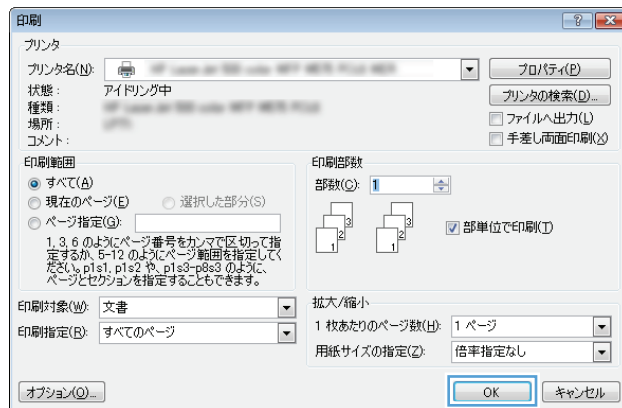 印刷
プリンタ
プリンタ名(N):
プロパティ(P)
状態: アイドリング中
プリンタの検索(D)...
種類:
場所:
コメント:
ファイルへ出力(L)
手差し両面印刷(X)
印刷範囲
すべて(A)
現在のページ(E) 選択した部分(S)
ページ指定(G):
1, 3, 6 のようにページ番号をカンマで区切って指
定するか、5-12 のようにページ範囲を指定してく
ださい。p1s1, p1s2 や、p1s3-p8s3 のように、
ページとセクションを指定することもできます。
印刷部数
部数(C): 1
3 3
2 2
1 1
部単位で印刷(T)
印刷対象(W): 文書
印刷指定(R): すべてのページ
拡大/縮小
1 枚あたりのページ数(H): 1 ページ
用紙サイズの指定(Z): 倍率指定なし
オプション(O)...
OK キャンセル